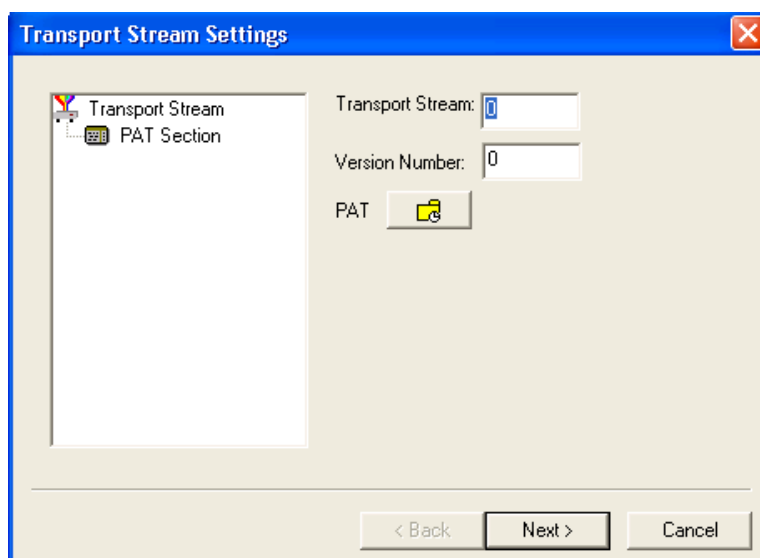 Transport Stream Settings
Transport Stream
PAT Section
Transport Stream: 0
Version Number: 0
PAT
< Back
Next >
Cancel